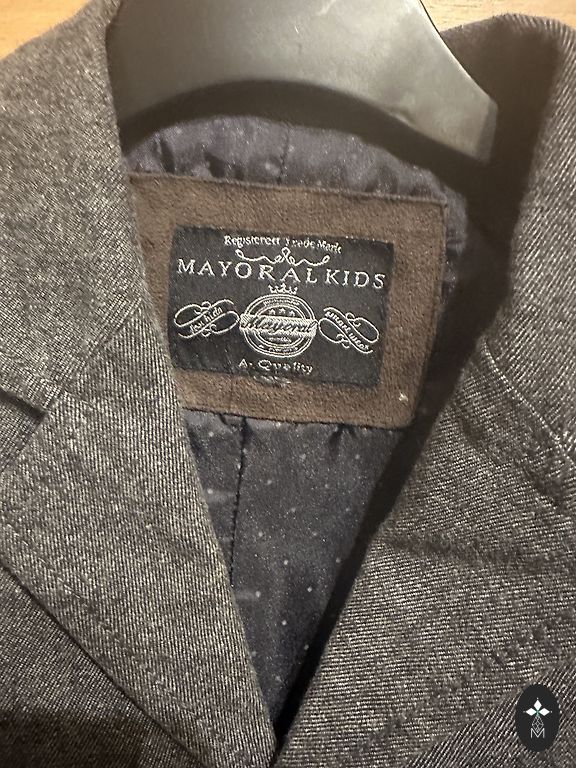 Registered Trade Mark
MAYORAL KIDS
Mayoral
A. Quality
M